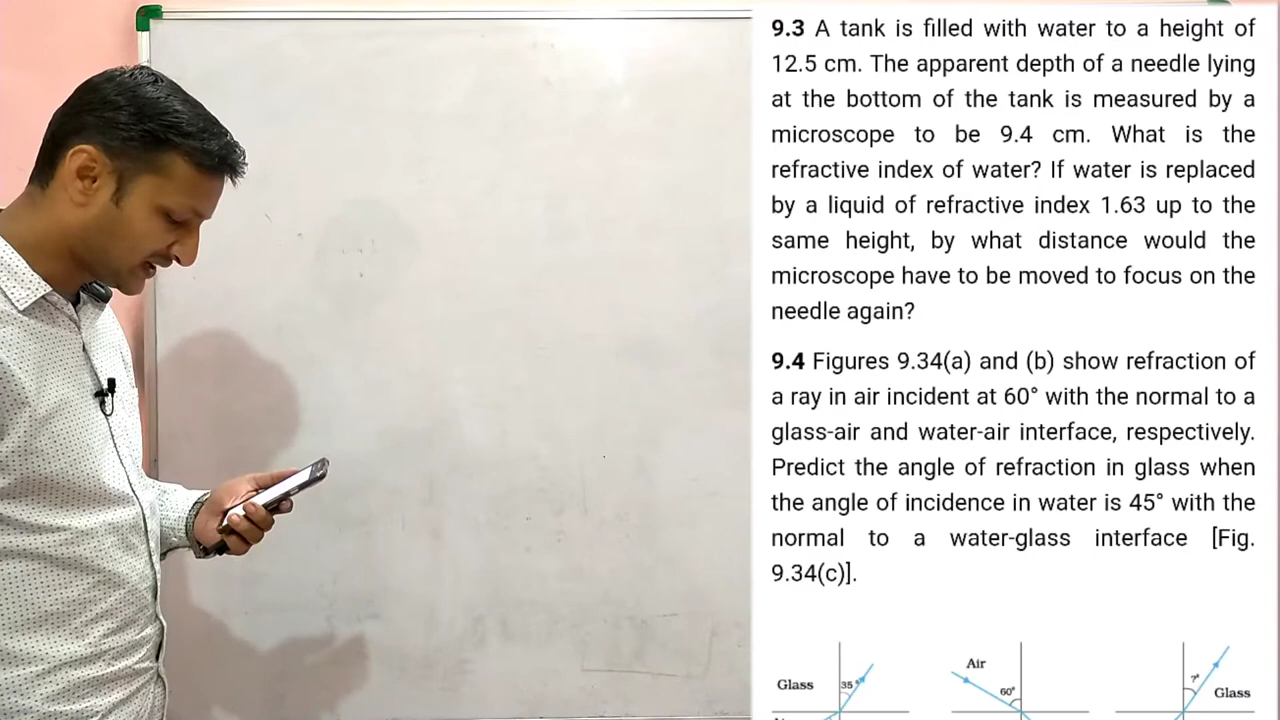 9.3 A tank is filled with water to a height of
12.5 cm. The apparent depth of a needle lying
at the bottom of the tank is measured by a
microscope to be 9.4 cm. What is the
refractive index of water? If water is replaced
by a liquid of refractive index 1.63 up to the
same height, by what distance would the
microscope have to be moved to focus on the
needle again?
9.4 Figures 9.34(a) and (b) show refraction of
a ray in air incident at 60° with the normal to a
glass-air and water-air interface, respectively.
Predict the angle of refraction in glass when
the angle of incidence in water is 45° with the
normal to a water-glass interface [Fig.
9.34(c)].
Glass 35°
Air
60°
?°
Glass